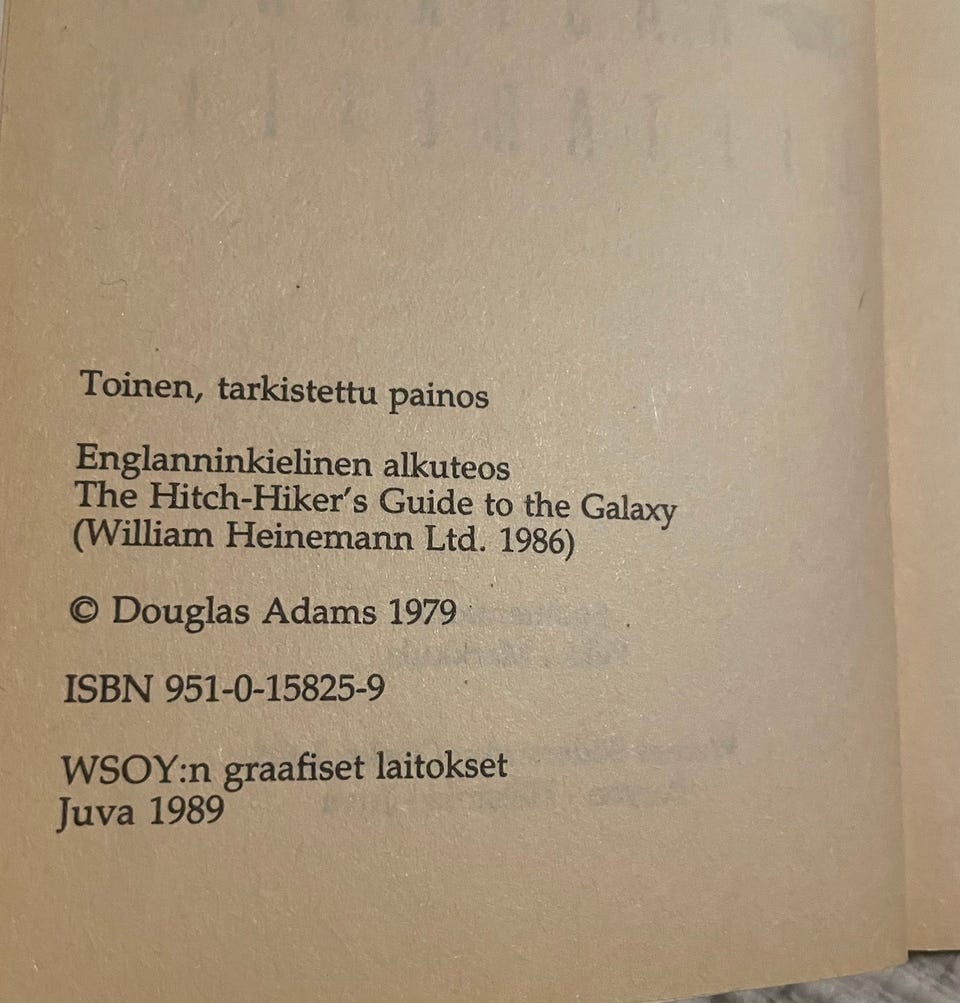 Toinen, tarkistettu painos
Englanninkielinen alkuteos
The Hitch-Hiker's Guide to the Galaxy
(William Heinemann Ltd. 1986)
© Douglas Adams 1979
ISBN 951-0-15825-9
WSOY:n graafiset laitokset
Juva 1989